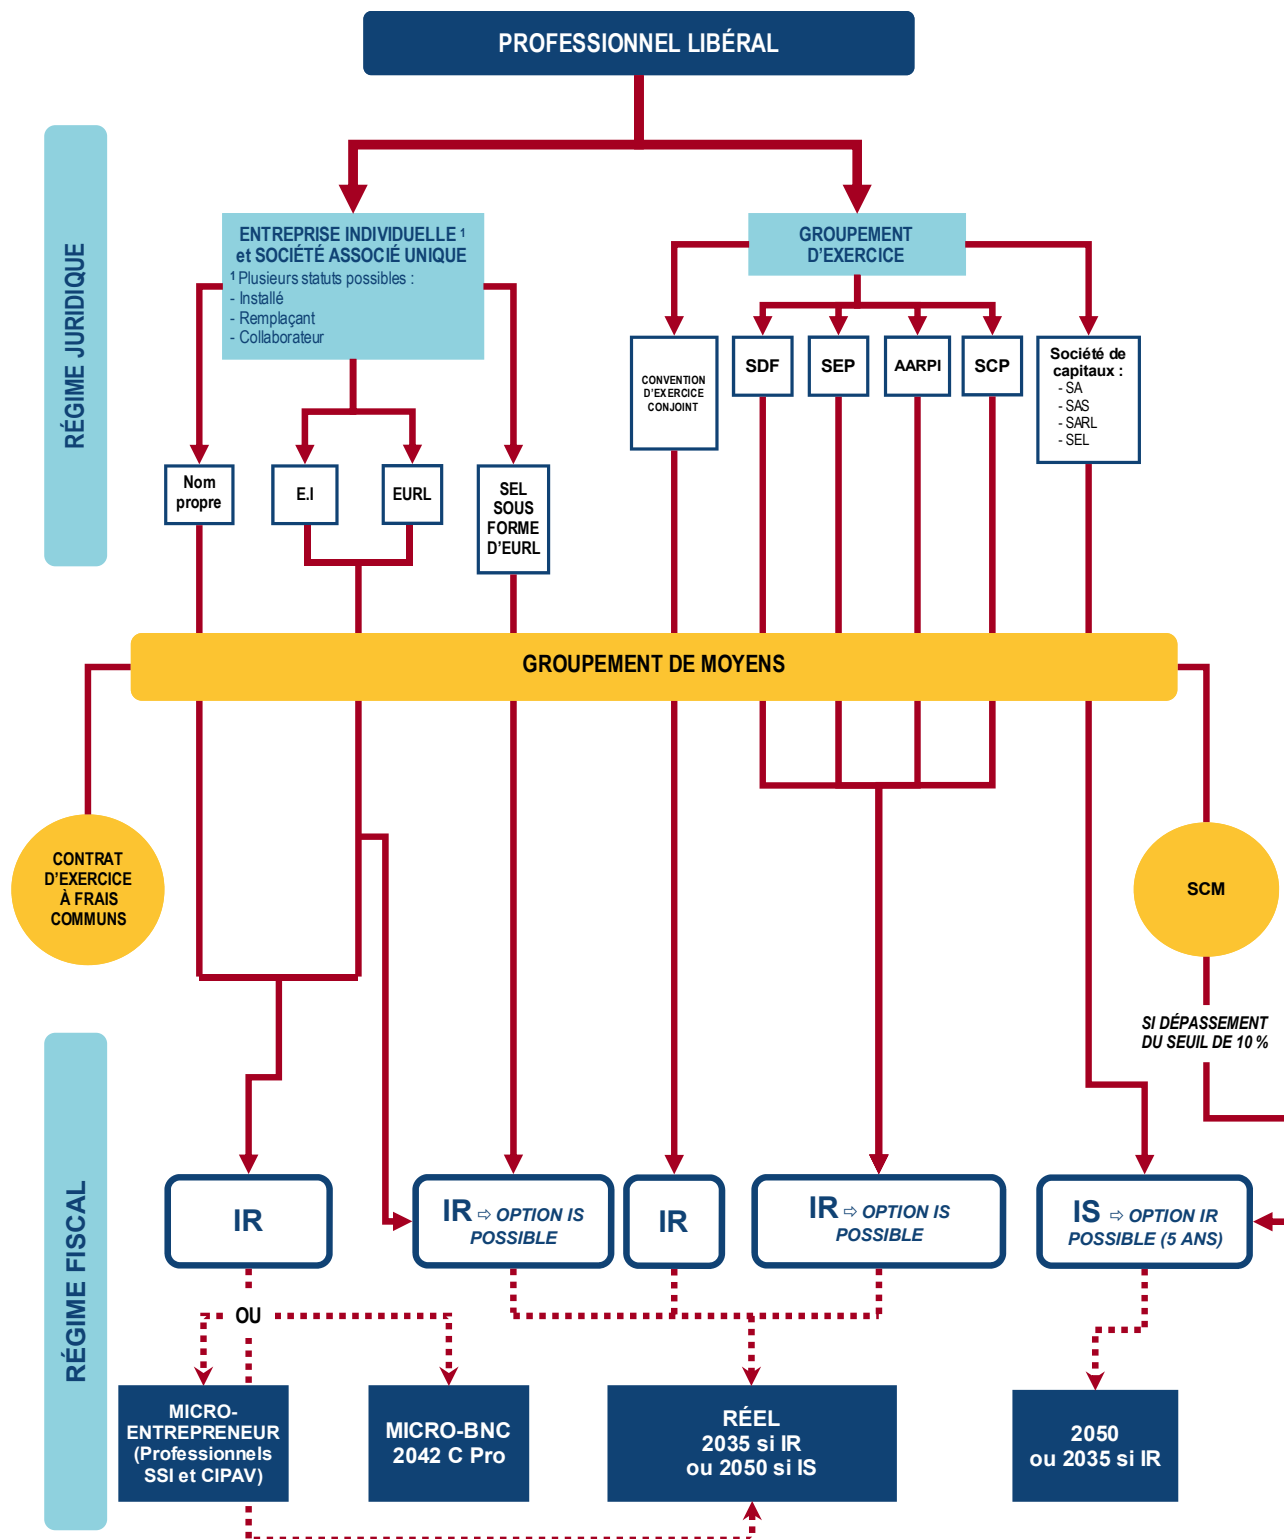 PROFESSIONNEL LIBÉRAL
RÉGIME JURIDIQUE
ENTREPRISE INDIVIDUELLE ¹
et SOCIÉTÉ ASSOCIÉ UNIQUE
¹ Plusieurs statuts possibles :
- Installé
- Remplaçant
- Collaborateur
GROUPEMENT
D'EXERCICE
Nom
propre
E.I
EURL
SEL
SOUS
FORME
D'EURL
CONVENTION
D'EXERCICE
CONJOINT
SDF
SEP
AARPI
SCP
Société de
capitaux :
- SA
- SAS
- SARL
- SEL
GROUPEMENT DE MOYENS
CONTRAT
D'EXERCICE
À FRAIS
COMMUNS
SCM
SI DÉPASSEMENT
DU SEUIL DE 10 %
RÉGIME FISCAL
IR
IR ⇨ OPTION IS
POSSIBLE
IR
IR ⇨ OPTION IS
POSSIBLE
IS ⇨ OPTION IR
POSSIBLE (5 ANS)
OU
MICRO-
ENTREPRENEUR
(Professionnels
SSI et CIPAV)
MICRO-BNC
2042 C Pro
RÉEL
2035 si IR
ou 2050 si IS
2050
ou 2035 si IR